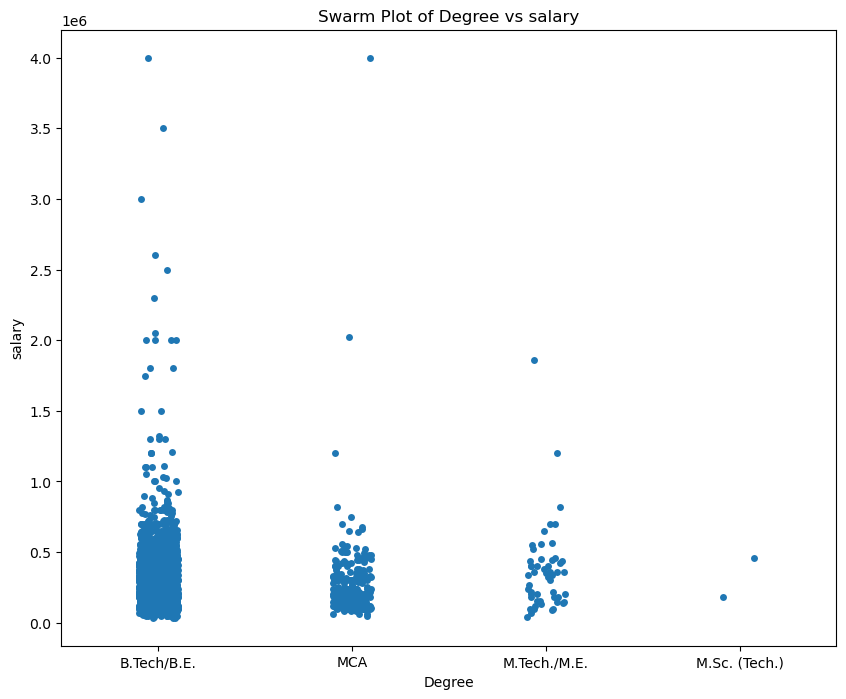 Swarm Plot of Degree vs salary
1e6
4.0
3.5
3.0
2.5
2.0
1.5
1.0
0.5
0.0
salary
B.Tech/B.E. MCA M.Tech./M.E. M.Sc. (Tech.)
Degree